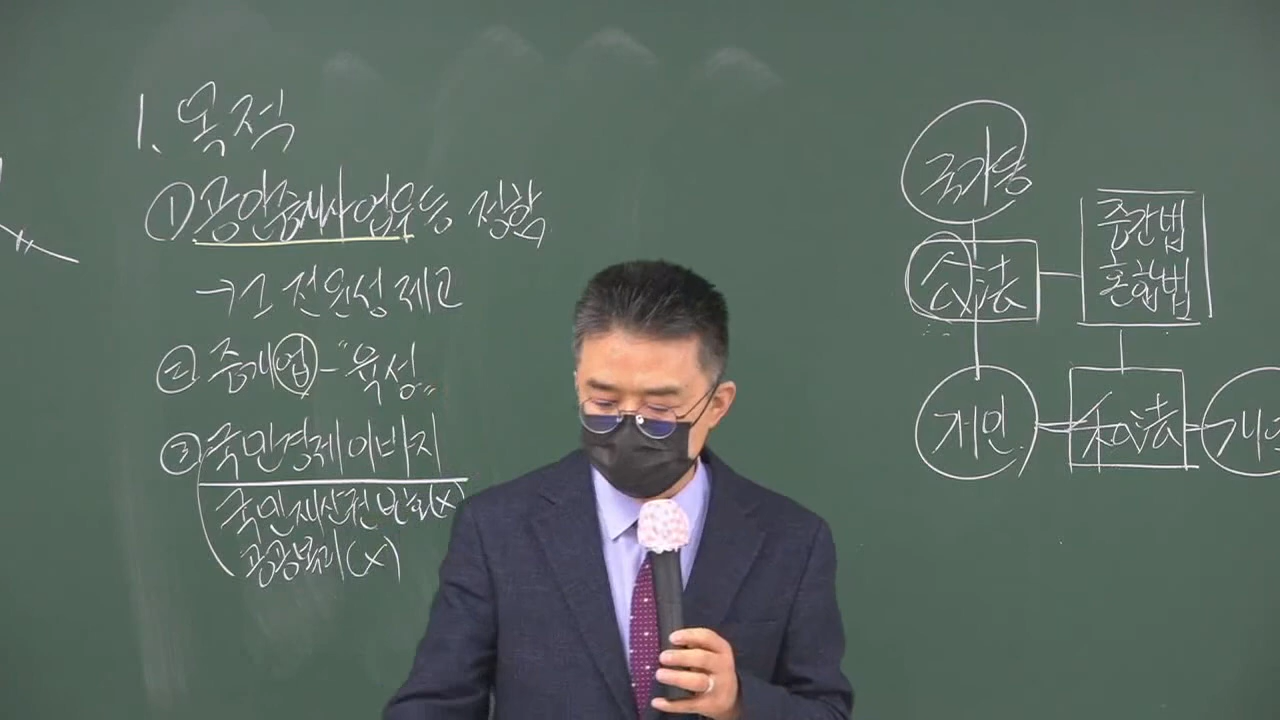 1. 목적
① 공인중개사업무등 정함
→ 그 전문성 제고
② 중개업 - "육성"
③ 국민경제 이바지
국민재산권 보호(X)
공공복리(X)
국가등
公法
중간법
혼합법
개인
私法